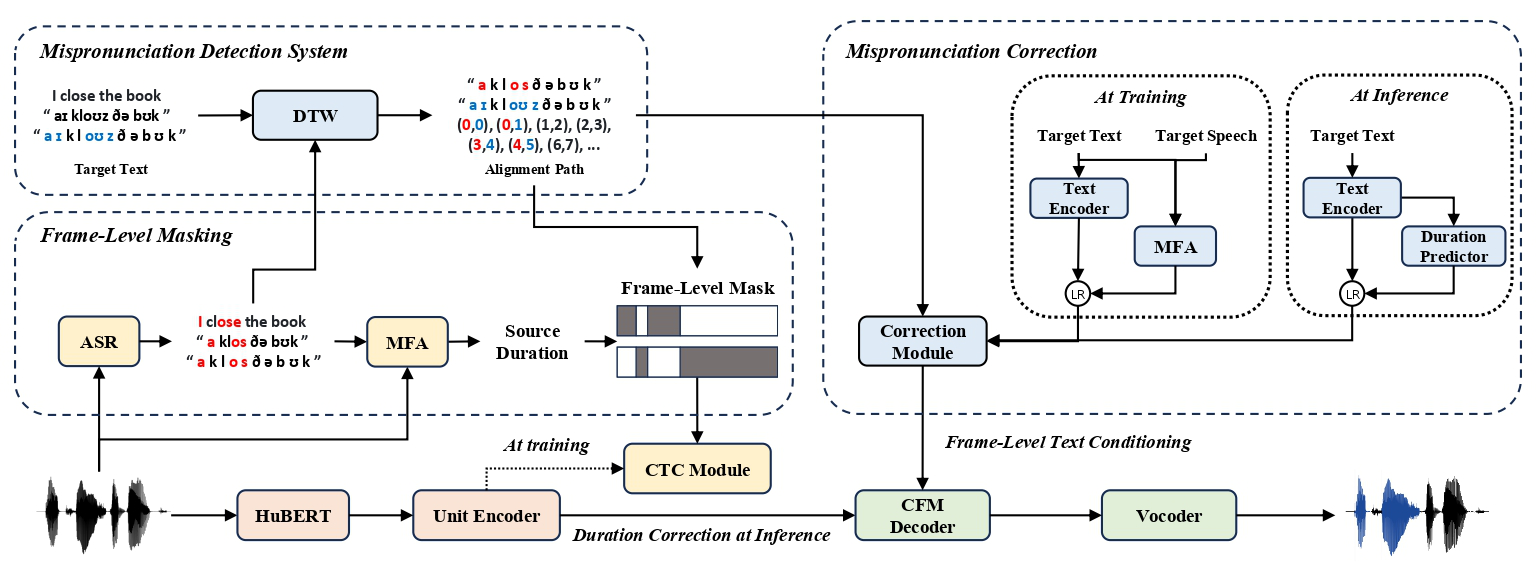 Mispronunciation Detection System
I close the book
“ aɪ kloʊz ðə bʊk ”
“ a ɪ k l oʊ z ð ə b ʊ k ”
Target Text
DTW
“ a k l o s ð ə b ʊ k ”
“ a ɪ k l oʊ z ð ə b ʊ k ”
(0,0), (0,1), (1,2), (2,3),
(3,4), (4,5), (6,7), ...
Alignment Path
Frame-Level Masking
ASR
I close the book
“ a klos ðə bʊk ”
“ a k l o s ð ə b ʊ k ”
MFA
Source
Duration
Frame-Level Mask
Mispronunciation Correction
At Training
Target Text
Target Speech
Text
Encoder
MFA
LR
At Inference
Target Text
Text
Encoder
Duration
Predictor
LR
Correction
Module
Frame-Level Text Conditioning
At training
CTC Module
HuBERT
Unit Encoder
Duration Correction at Inference
CFM
Decoder
Vocoder